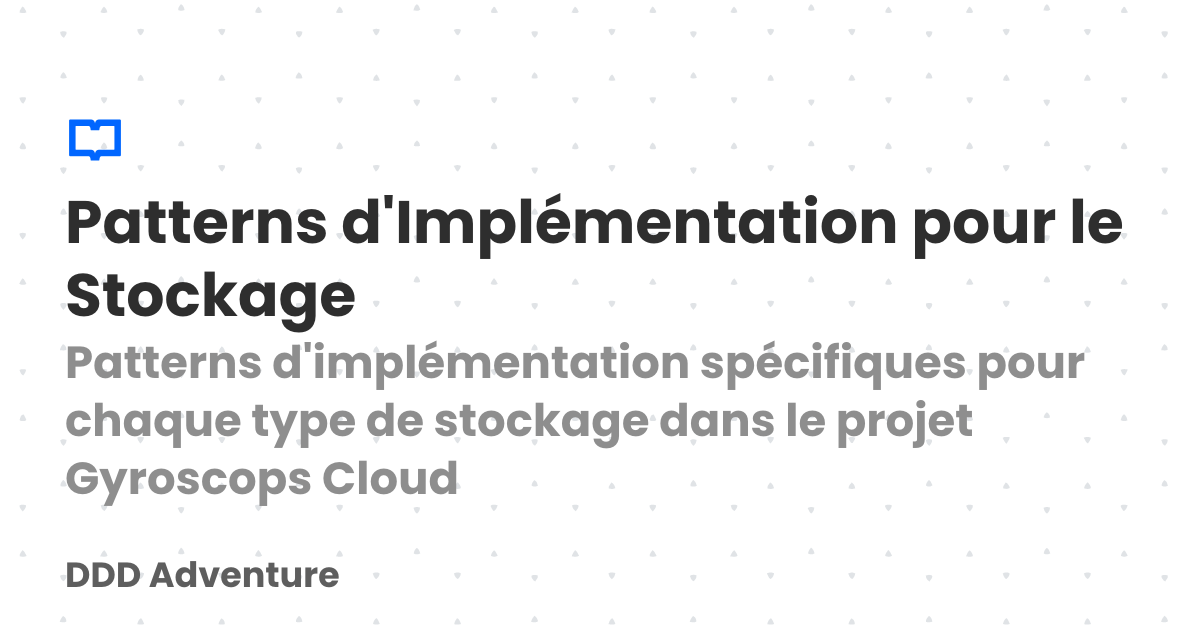 Patterns d'Implémentation pour le
Stockage
Patterns d'implémentation spécifiques pour
chaque type de stockage dans le projet
Gyroscops Cloud
DDD Adventure